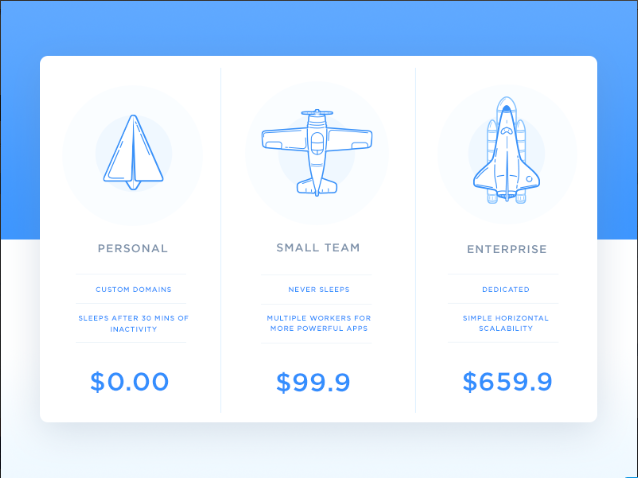 PERSONAL
CUSTOM DOMAINS
SLEEPS AFTER 30 MINS OF
INACTIVITY
$0.00
SMALL TEAM
NEVER SLEEPS
MULTIPLE WORKERS FOR
MORE POWERFUL APPS
$99.9
ENTERPRISE
DEDICATED
SIMPLE HORIZONTAL
SCALABILITY
$659.9